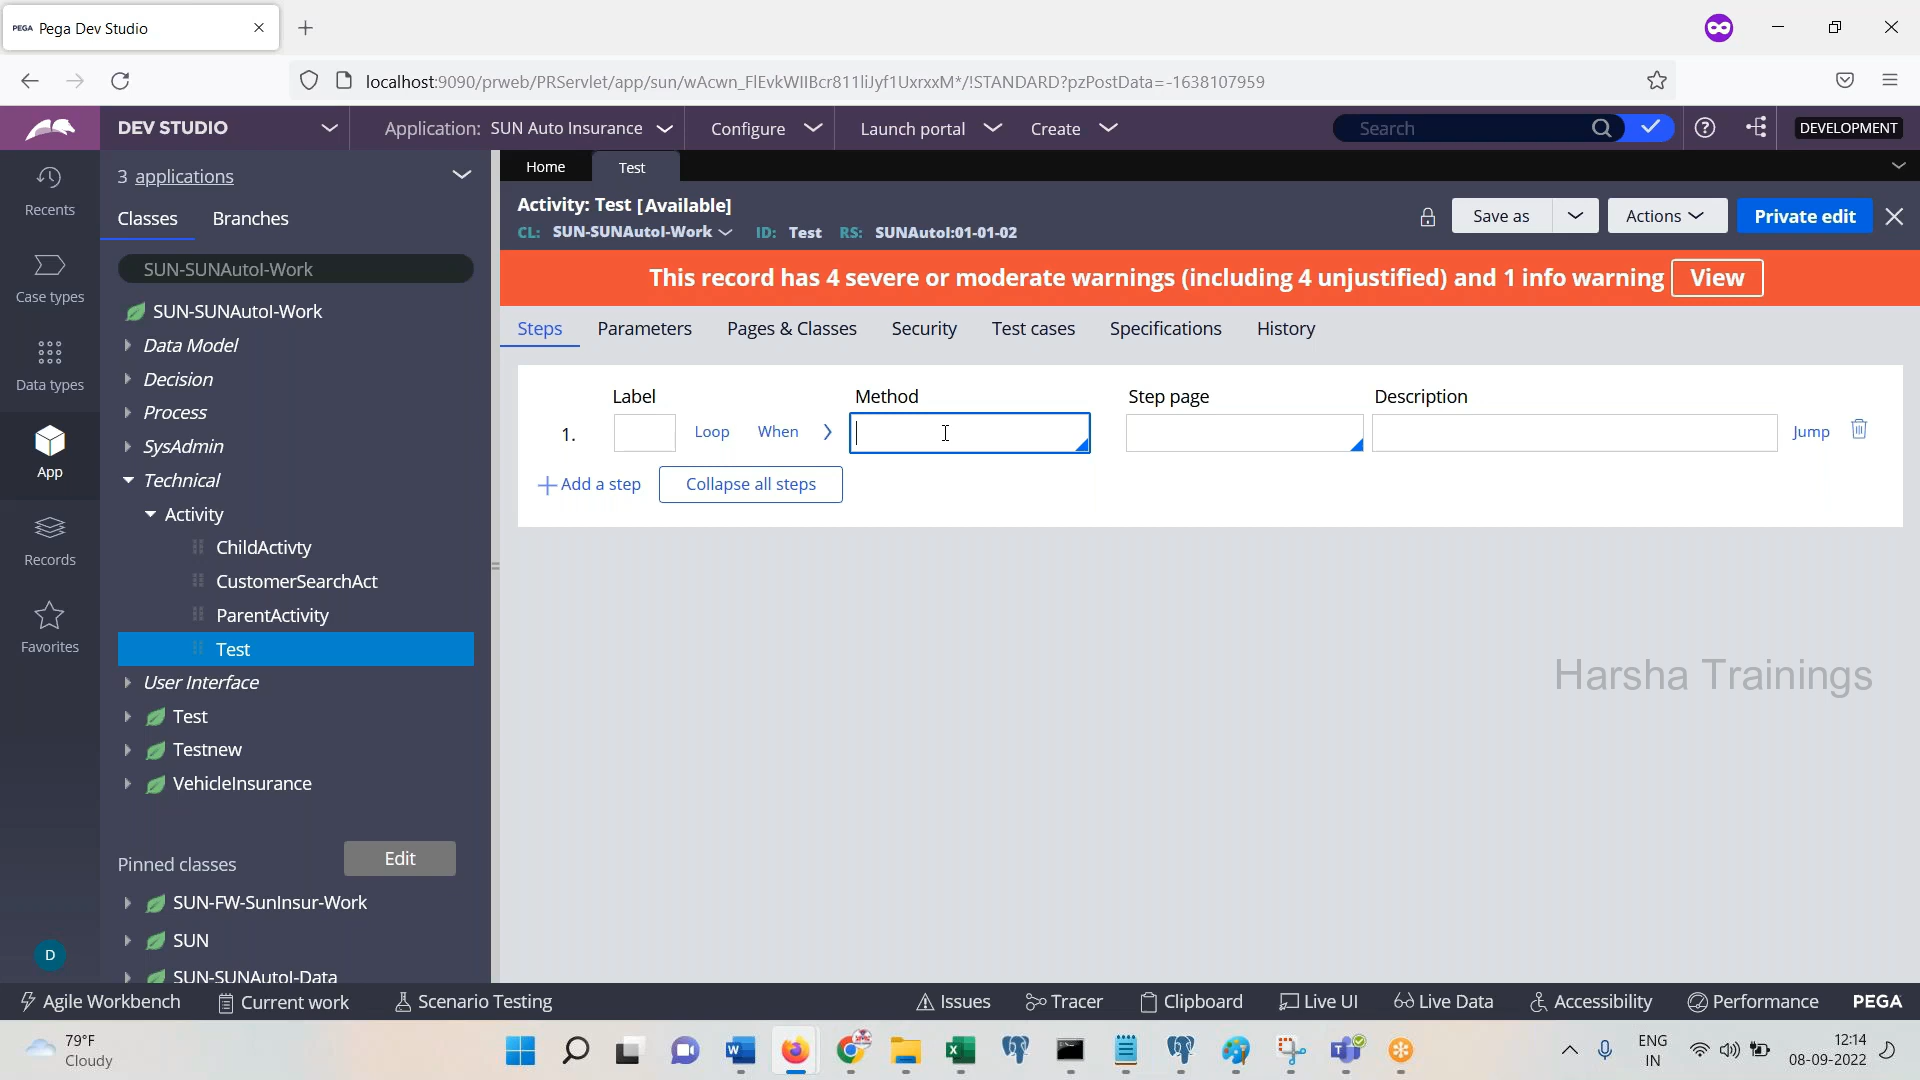 PEGA Pega Dev Studio
localhost:9090/prweb/PRServlet/app/sun/wAcwn_FlEvkWIIBcr811liJyf1UxrxxM*/!STANDARD?pzPostData=-1638107959
DEV STUDIO
Application: SUN Auto Insurance
Configure
Launch portal
Create
Search
DEVELOPMENT
Recents
Case types
Data types
App
Records
Favorites
D
3 applications
Classes
Branches
SUN-SUNAutoI-Work
SUN-SUNAutoI-Work
Data Model
Decision
Process
SysAdmin
Technical
Activity
ChildActivty
CustomerSearchAct
ParentActivity
Test
User Interface
Test
Testnew
VehicleInsurance
Pinned classes
Edit
SUN-FW-SunInsur-Work
SUN
SUN-SUNAutoI-Data
Home
Test
Activity: Test [Available]
CL: SUN-SUNAutoI-Work ID: Test RS: SUNAutoI:01-01-02
Save as
Actions
Private edit
This record has 4 severe or moderate warnings (including 4 unjustified) and 1 info warning View
Steps
Parameters
Pages & Classes
Security
Test cases
Specifications
History
Label
Method
Step page
Description
1.
Loop
When
Jump
Add a step
Collapse all steps
Harsha Trainings
Agile Workbench
Current work
Scenario Testing
Issues
Tracer
Clipboard
Live UI
Live Data
Accessibility
Performance
PEGA
79°F
Cloudy
ENG
IN
12:14
08-09-2022